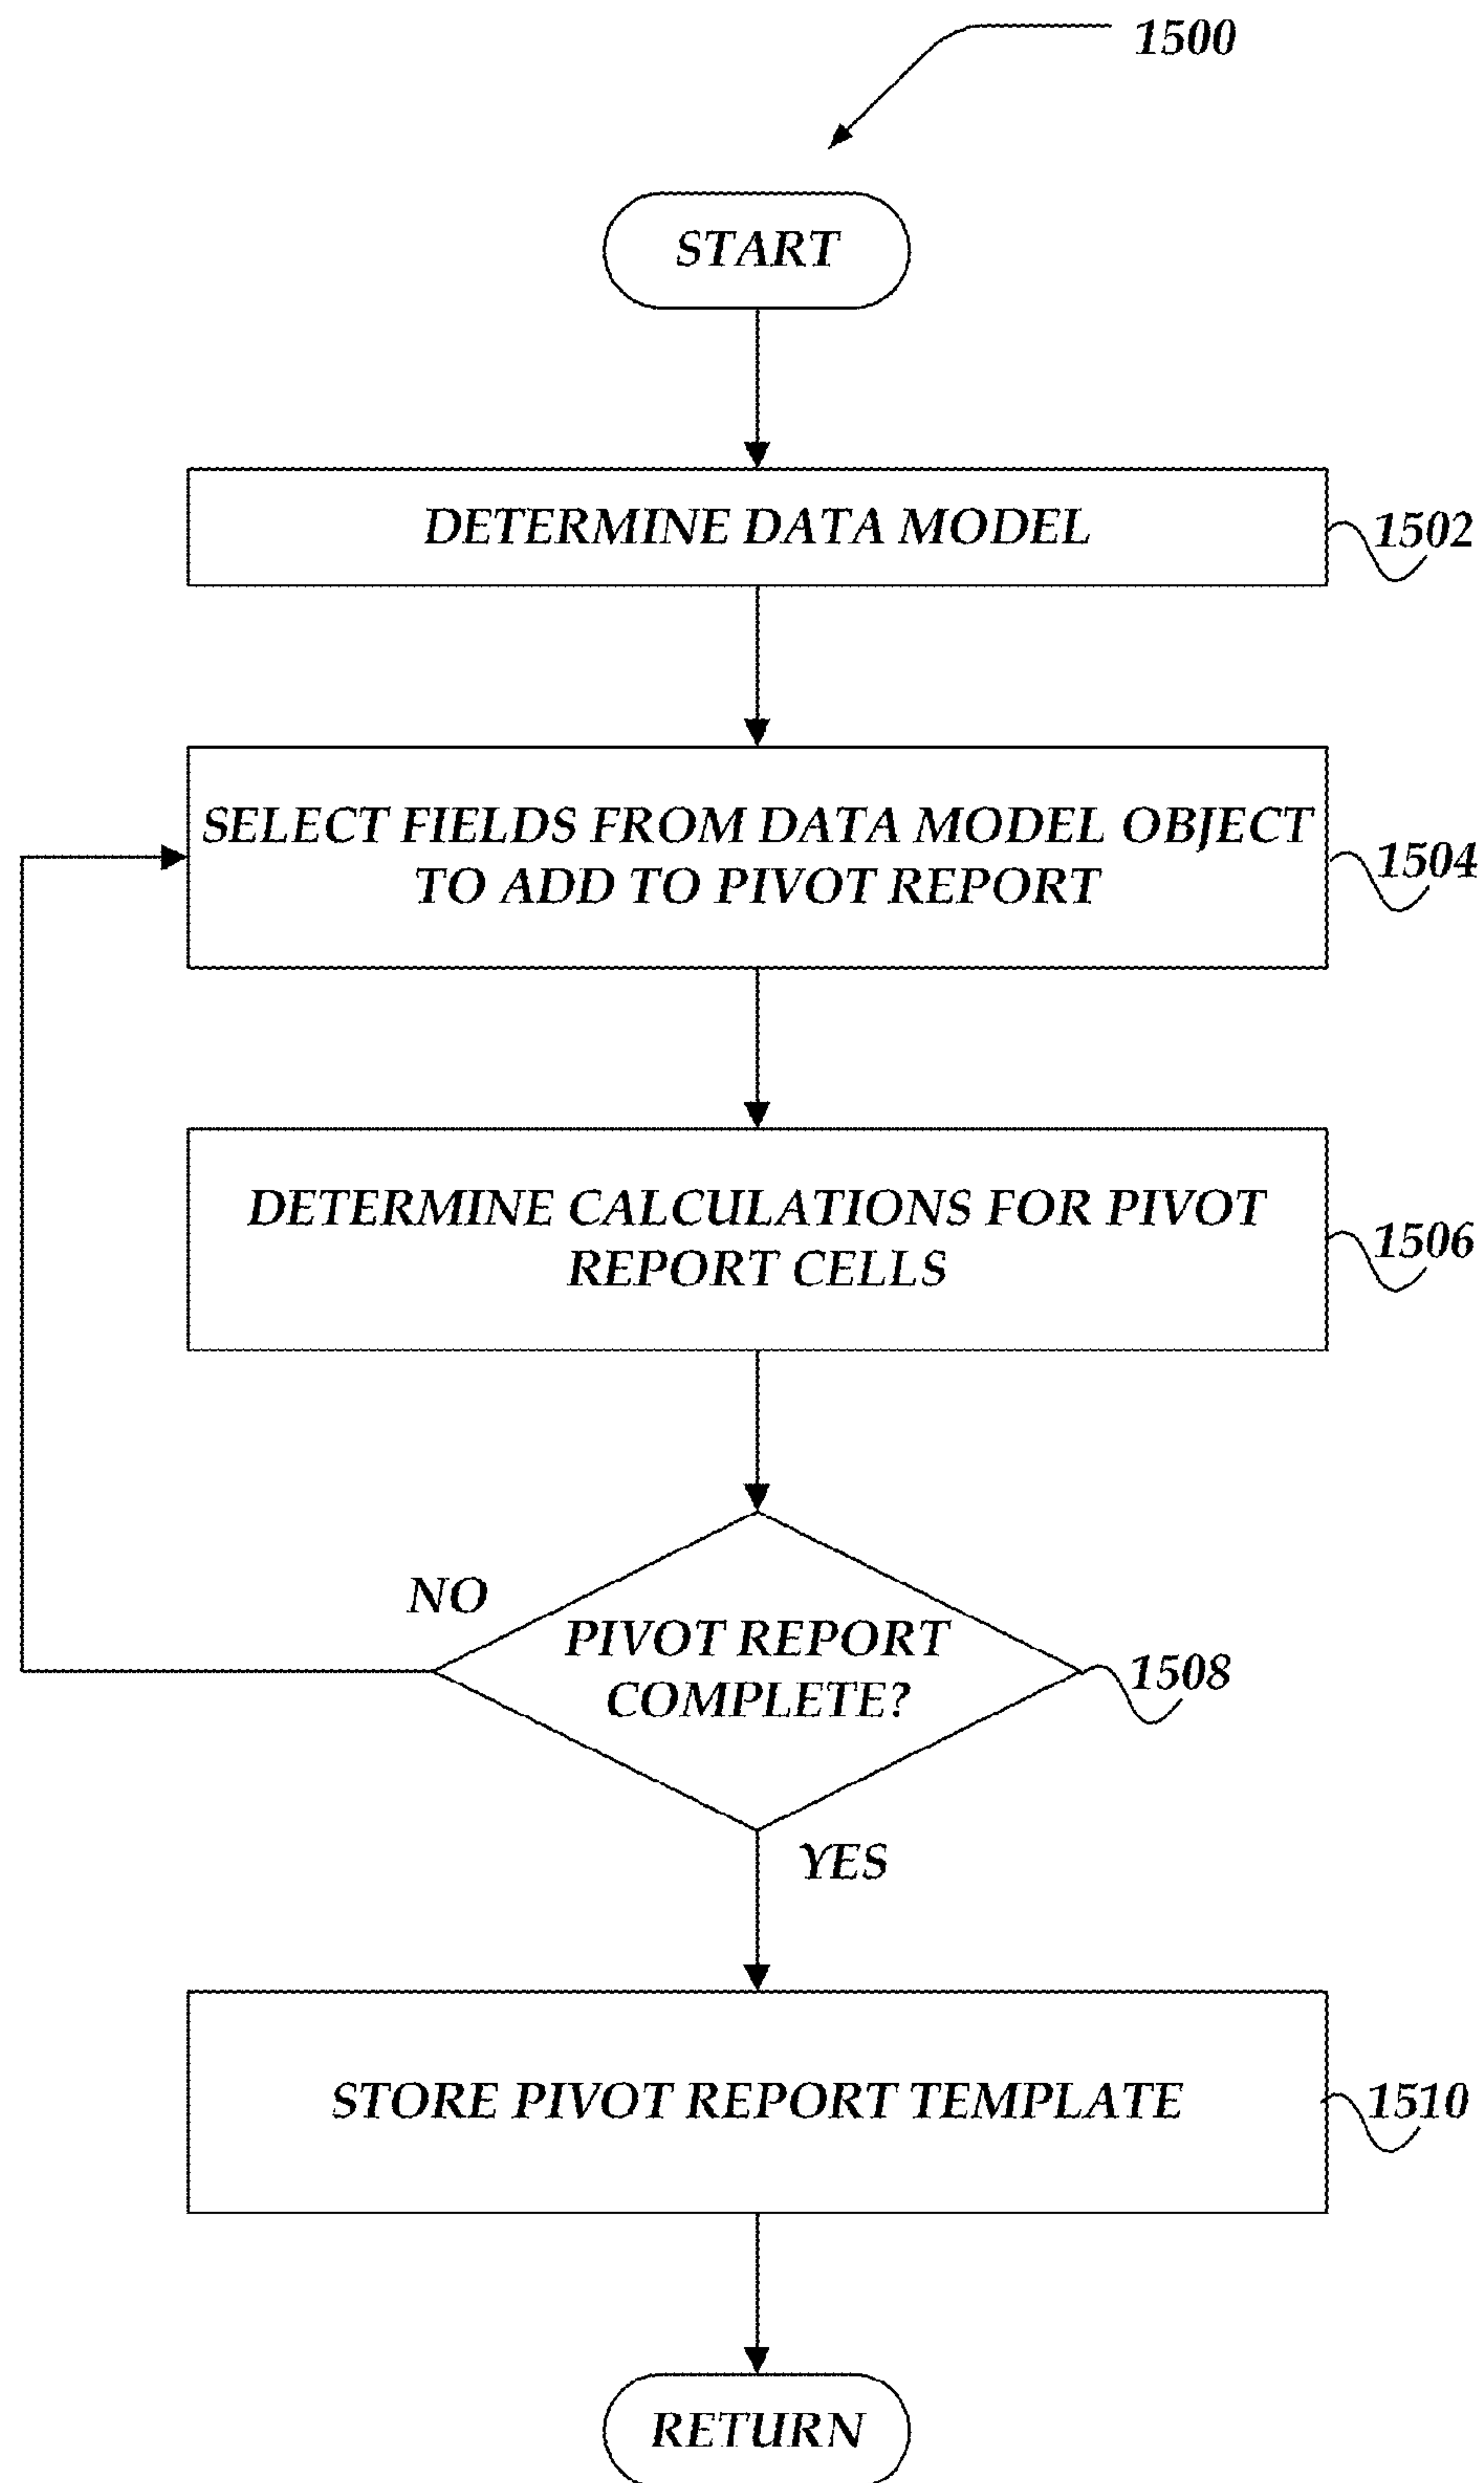 1500
START
DETERMINE DATA MODEL
1502
SELECT FIELDS FROM DATA MODEL OBJECT
TO ADD TO PIVOT REPORT
1504
DETERMINE CALCULATIONS FOR PIVOT
REPORT CELLS
1506
NO
PIVOT REPORT
COMPLETE?
1508
YES
STORE PIVOT REPORT TEMPLATE
1510
RETURN